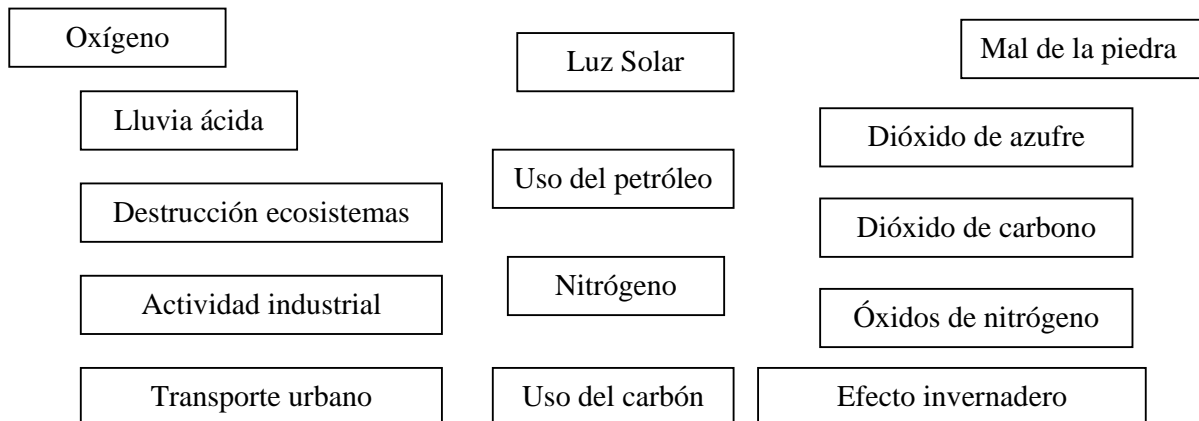 Oxígeno
Luz Solar
Mal de la piedra
Lluvia ácida
Dióxido de azufre
Uso del petróleo
Destrucción ecosistemas
Dióxido de carbono
Nitrógeno
Actividad industrial
Óxidos de nitrógeno
Transporte urbano
Uso del carbón
Efecto invernadero